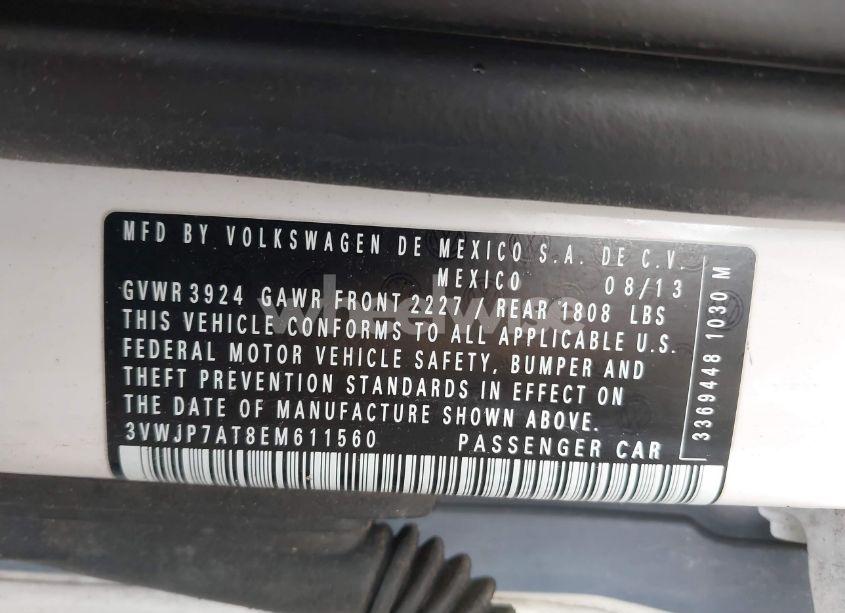 MFD BY VOLKSWAGEN DE MEXICO S.A. DE C.V.
MEXICO 08/13
GVWR 3924 GAWR FRONT 2227 / REAR 1808 LBS
THIS VEHICLE CONFORMS TO ALL APPLICABLE U.S.
FEDERAL MOTOR VEHICLE SAFETY, BUMPER AND
THEFT PREVENTION STANDARDS IN EFFECT ON
THE DATE OF MANUFACTURE SHOWN ABOVE.
3VWJP7AT8EM611560 PASSENGER CAR
3369448 1030 M
wheelwise